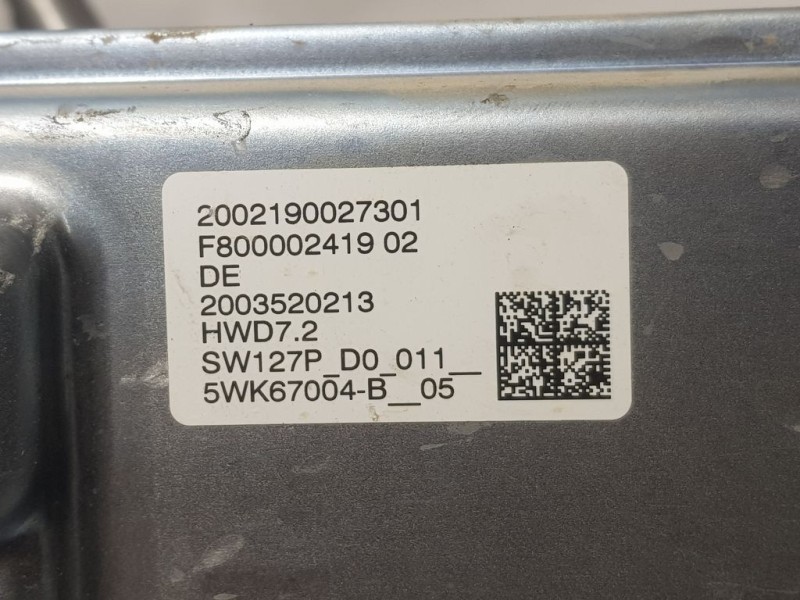 2002190027301
F800002419 02
DE
2003520213
HWD7.2
SW127P_D0_011__
5WK67004-B__05